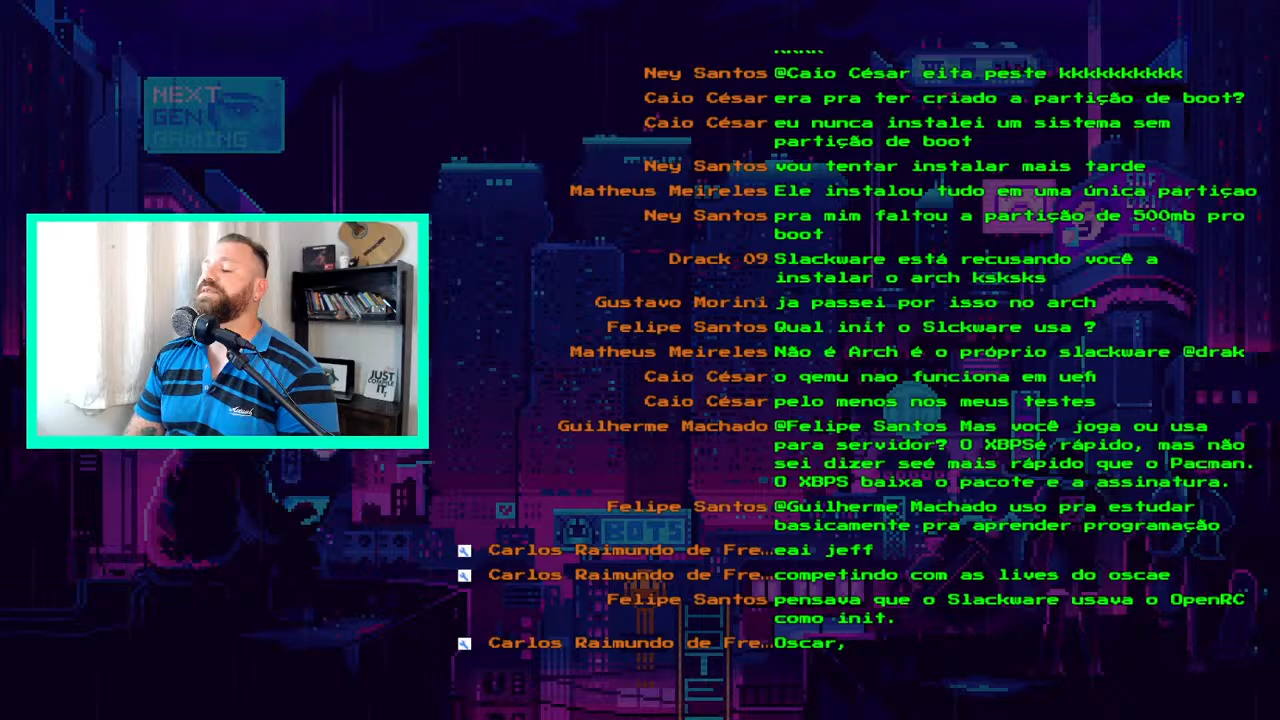 NEXT
GEN
GAMING
JUST
COMPILE
IT,
BOTS
Ney Santos @Caio César eita peste kkkkkkkkkk
Caio César era pra ter criado a partição de boot?
Caio César eu nunca instalei um sistema sem
partição de boot
Ney Santos vou tentar instalar mais tarde
Matheus Meireles Ele instalou tudo em uma única partiçao
Ney Santos pra mim faltou a partição de 500mb pro
boot
Drack 09 Slackware está recusando você a
instalar o arch ksksks
Gustavo Morini ja passei por isso no arch
Felipe Santos Qual init o Slckware usa ?
Matheus Meireles Não é Arch é o próprio slackware @drak
Caio César o qemu nao funciona em uefi
Caio César pelo menos nos meus testes
Guilherme Machado @Felipe Santos Mas você joga ou usa
para servidor? O XBPSé rápido, mas não
sei dizer seé mais rápido que o Pacman.
O XBPS baixa o pacote e a assinatura.
Felipe Santos @Guilherme Machado uso pra estudar
basicamente pra aprender programação
Carlos Raimundo de Fre… eai jeff
Carlos Raimundo de Fre… competindo com as lives do oscae
Felipe Santos pensava que o Slackware usava o OpenRC
como init.
Carlos Raimundo de Fre… Oscar,